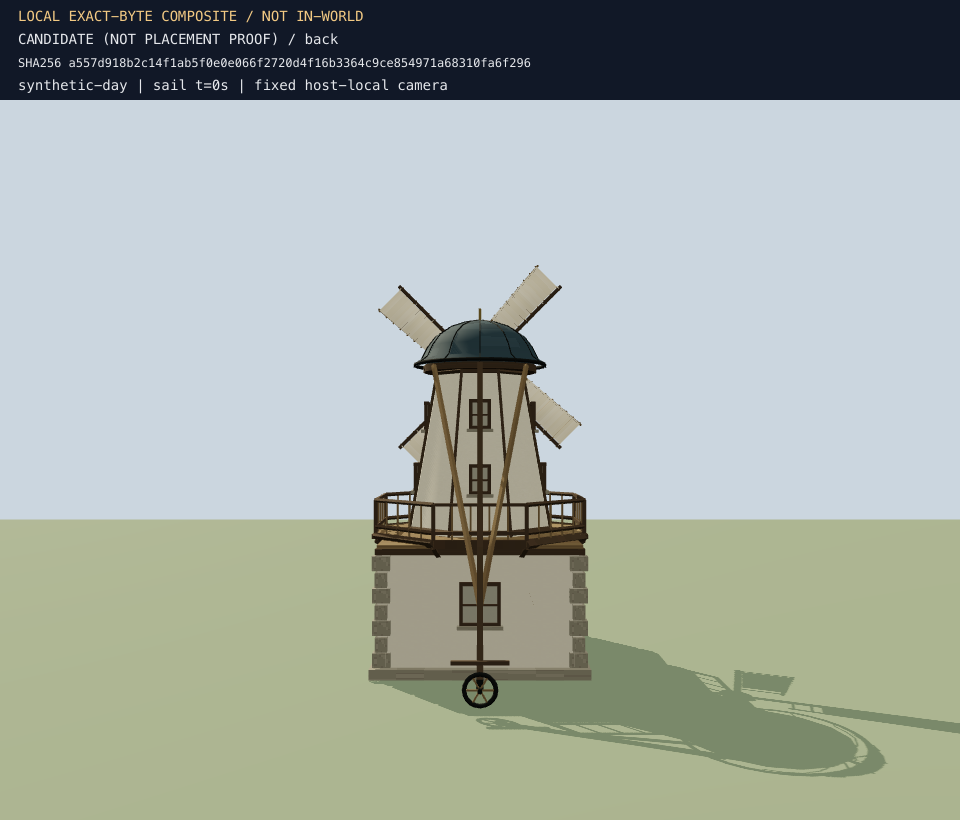 LOCAL EXACT-BYTE COMPOSITE / NOT IN-WORLD
CANDIDATE (NOT PLACEMENT PROOF) / back
SHA256 a557d918b2c14f1ab5f0e0e066f2720d4f16b3364c9ce854971a68310fa6f296
synthetic-day | sail t=0s | fixed host-local camera